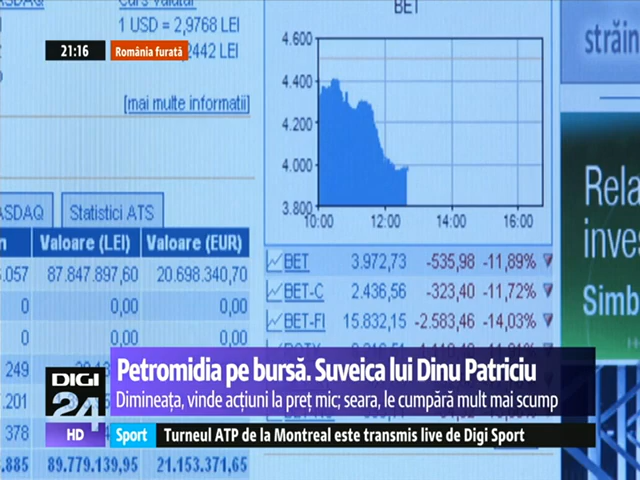 Curs valutar
1 USD = 2,9768 LEI
2442 LEI
[mai multe informatii]
21:16
România furată
BET
4.600
4.400
4.200
4.000
3.800
10:00 12:00 14:00 16:00
străin
ASDAQ
Statistici ATS
Valoare (LEI) Valoare (EUR)
.057 87.847.897,60 20.698.340,70
0 0,00 0,00
0 0,00 0,00
249
.201
378
.885 89.779.139,95 21.153.371,65
BET 3.972,73 -535,98 -11,89%
BET-C 2.436,56 -323,40 -11,72%
BET-FI 15.832,15 -2.583,46 -14,03%
Rela
inves
Simb
Petromidia pe bursă. Suveica lui Dinu Patriciu
Dimineața, vinde acțiuni la preț mic; seara, le cumpără mult mai scump
DIGI
24
HD
Sport
Turneul ATP de la Montreal este transmis live de Digi Sport